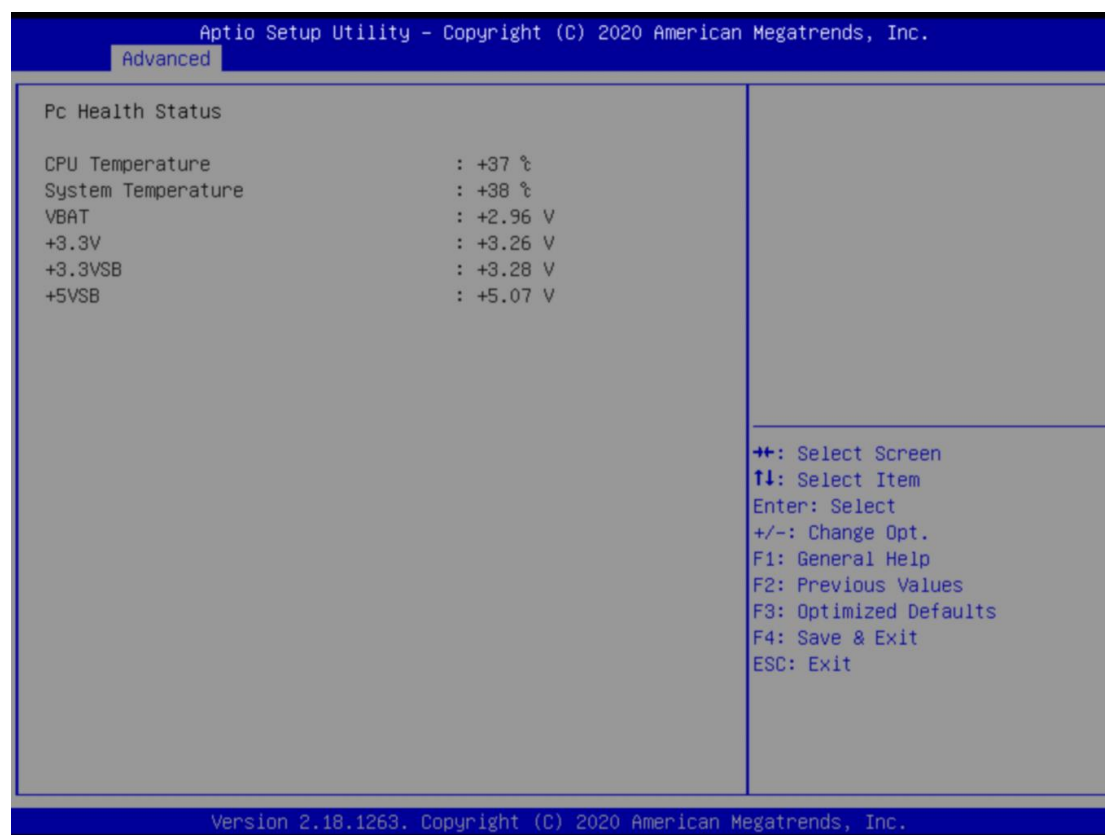 Aptio Setup Utility – Copyright (C) 2020 American Megatrends, Inc.
Advanced
Pc Health Status
CPU Temperature : +37 ℃
System Temperature : +38 ℃
VBAT : +2.96 V
+3.3V : +3.26 V
+3.3VSB : +3.28 V
+5VSB : +5.07 V
→←: Select Screen
↑↓: Select Item
Enter: Select
+/-: Change Opt.
F1: General Help
F2: Previous Values
F3: Optimized Defaults
F4: Save & Exit
ESC: Exit
Version 2.18.1263. Copyright (C) 2020 American Megatrends, Inc.